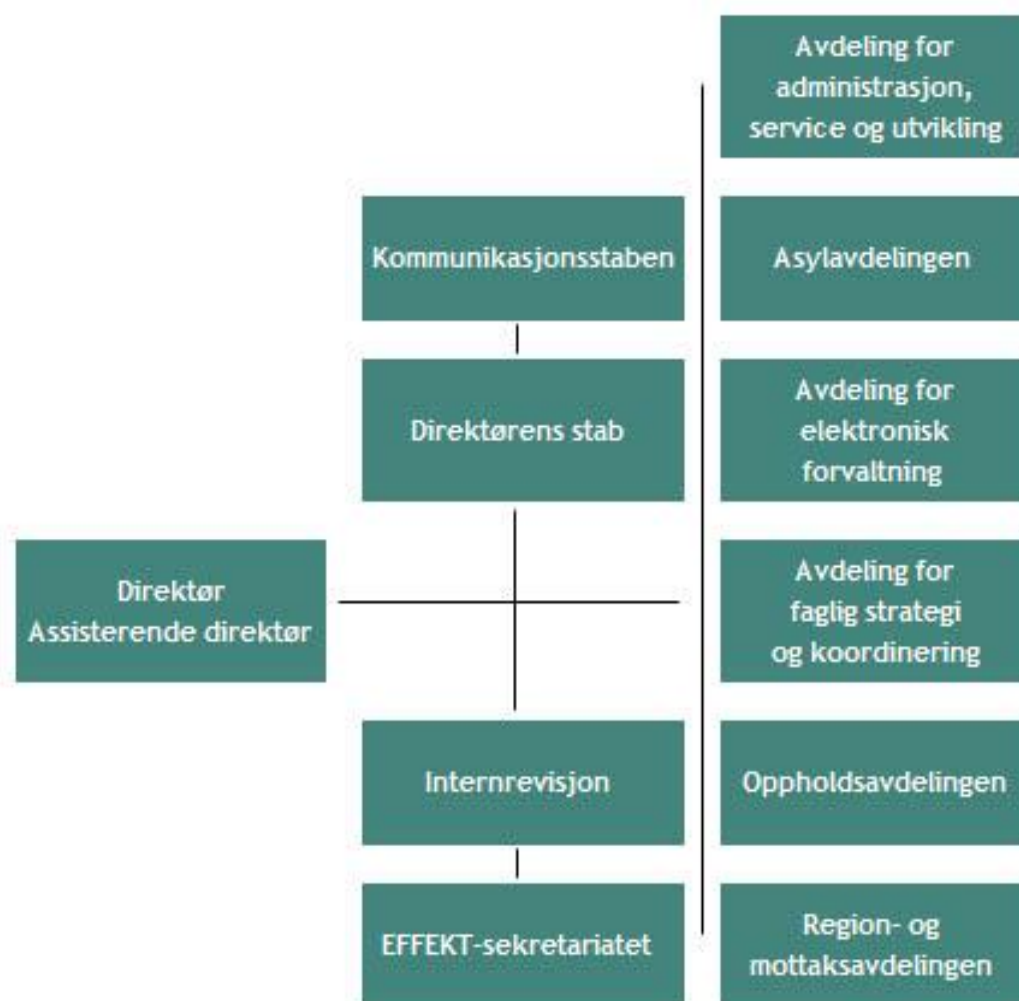 Avdeling for
administrasjon,
service og utvikling
Kommunikasjonsstaben
Asylavdelingen
Direktørens stab
Avdeling for
elektronisk
forvaltning
Direktør
Assisterende direktør
Avdeling for
faglig strategi
og koordinering
Internrevisjon
Oppholdsavdelingen
EFFEKT-sekretariatet
Region- og
mottaksavdelingen